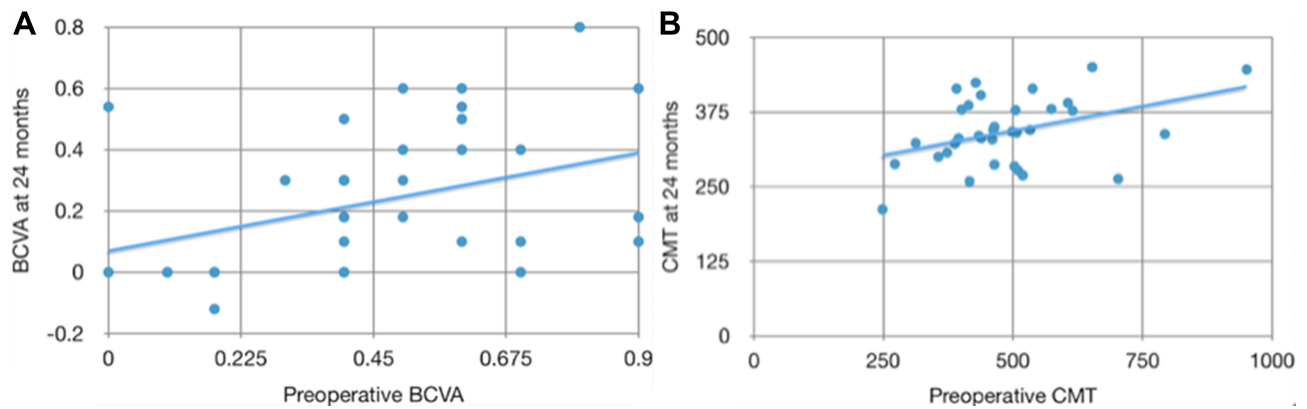 A
BCVA at 24 months
0.8
0.6
0.4
0.2
0
-0.2
0 0.225 0.45 0.675 0.9
Preoperative BCVA
B
CMT at 24 months
500
375
250
125
0
0 250 500 750 1000
Preoperative CMT